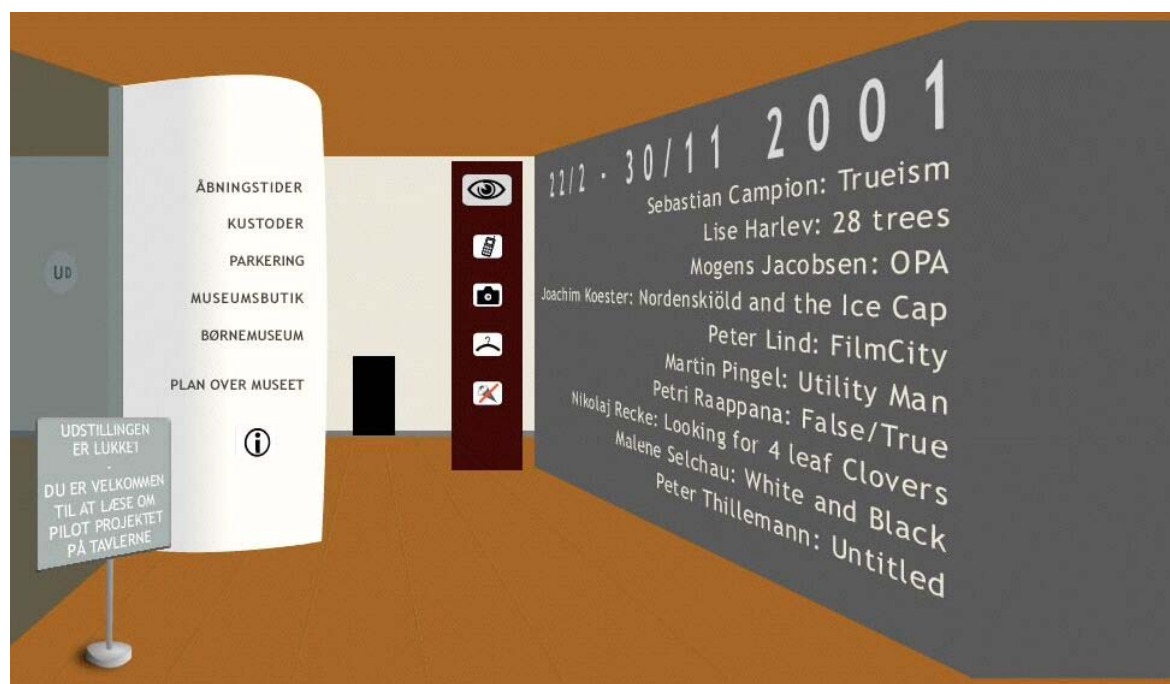 UD
ÅBNINGSTIDER
KUSTODER
PARKERING
MUSEUMSBUTIK
BØRNEMUSEUM
PLAN OVER MUSEET
i
UDSTILLINGEN
ER LUKKET
-
DU ER VELKOMMEN
TIL AT LÆSE OM
PILOT PROJEKTET
PÅ TAVLERNE
22/2 - 30/11 2001
Sebastian Campion: Trueism
Lise Harlev: 28 trees
Mogens Jacobsen: OPA
Joachim Koester: Nordenskiöld and the Ice Cap
Peter Lind: FilmCity
Martin Pingel: Utility Man
Petri Raappana: False/True
Nikolaj Recke: Looking for 4 leaf Clovers
Malene Selchau: White and Black
Peter Thillemann: Untitled